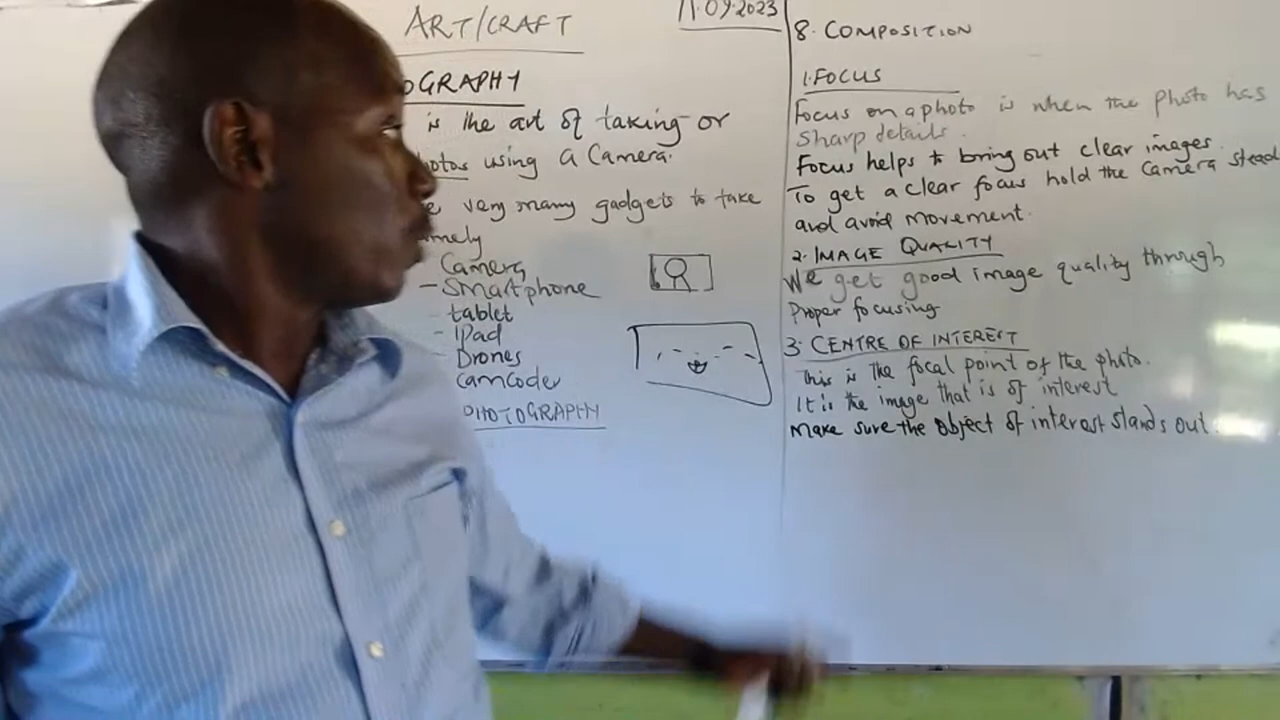 ART/CRAFT
11.09.2023
OGRAPHY
is the art of taking or
hotos using a Camera.
e very many gadgets to take
mely
Camera
- Smartphone
- tablet
- iPad
- Drones
camcoder
PHOTOGRAPHY
8. COMPOSITION
1. FOCUS
Focus on a photo is when the photo has
sharp details.
Focus helps to bring out clear images.
To get a clear focus hold the camera stead
and avoid movement.
2. IMAGE QUALITY
We get good image quality through
Proper focusing
3. CENTRE OF INTEREST
This is the focal point of the photo.
It is the image that is of interest
Make sure the object of interest stands out.